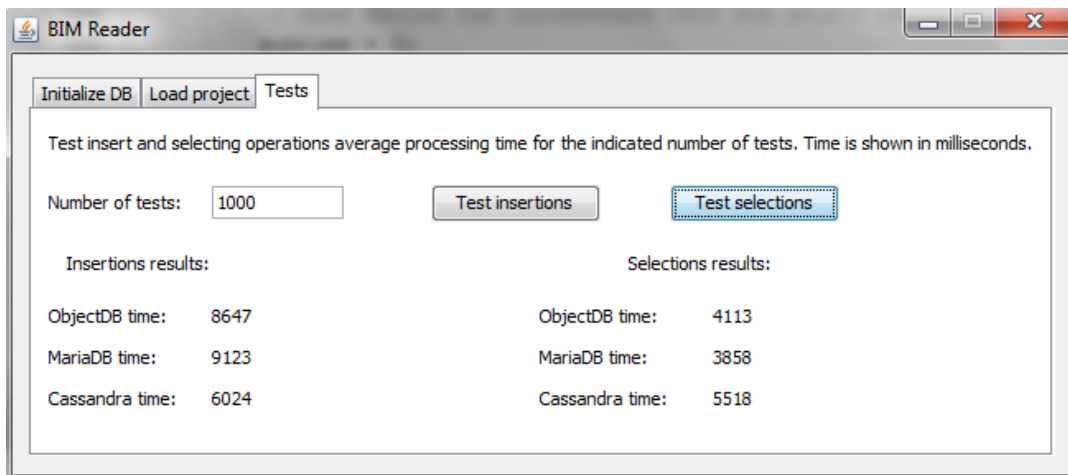 BIM Reader
Initialize DB Load project Tests
Test insert and selecting operations average processing time for the indicated number of tests. Time is shown in milliseconds.
Number of tests: 1000 Test insertions Test selections
Insertions results: Selections results:
ObjectDB time: 8647 ObjectDB time: 4113
MariaDB time: 9123 MariaDB time: 3858
Cassandra time: 6024 Cassandra time: 5518